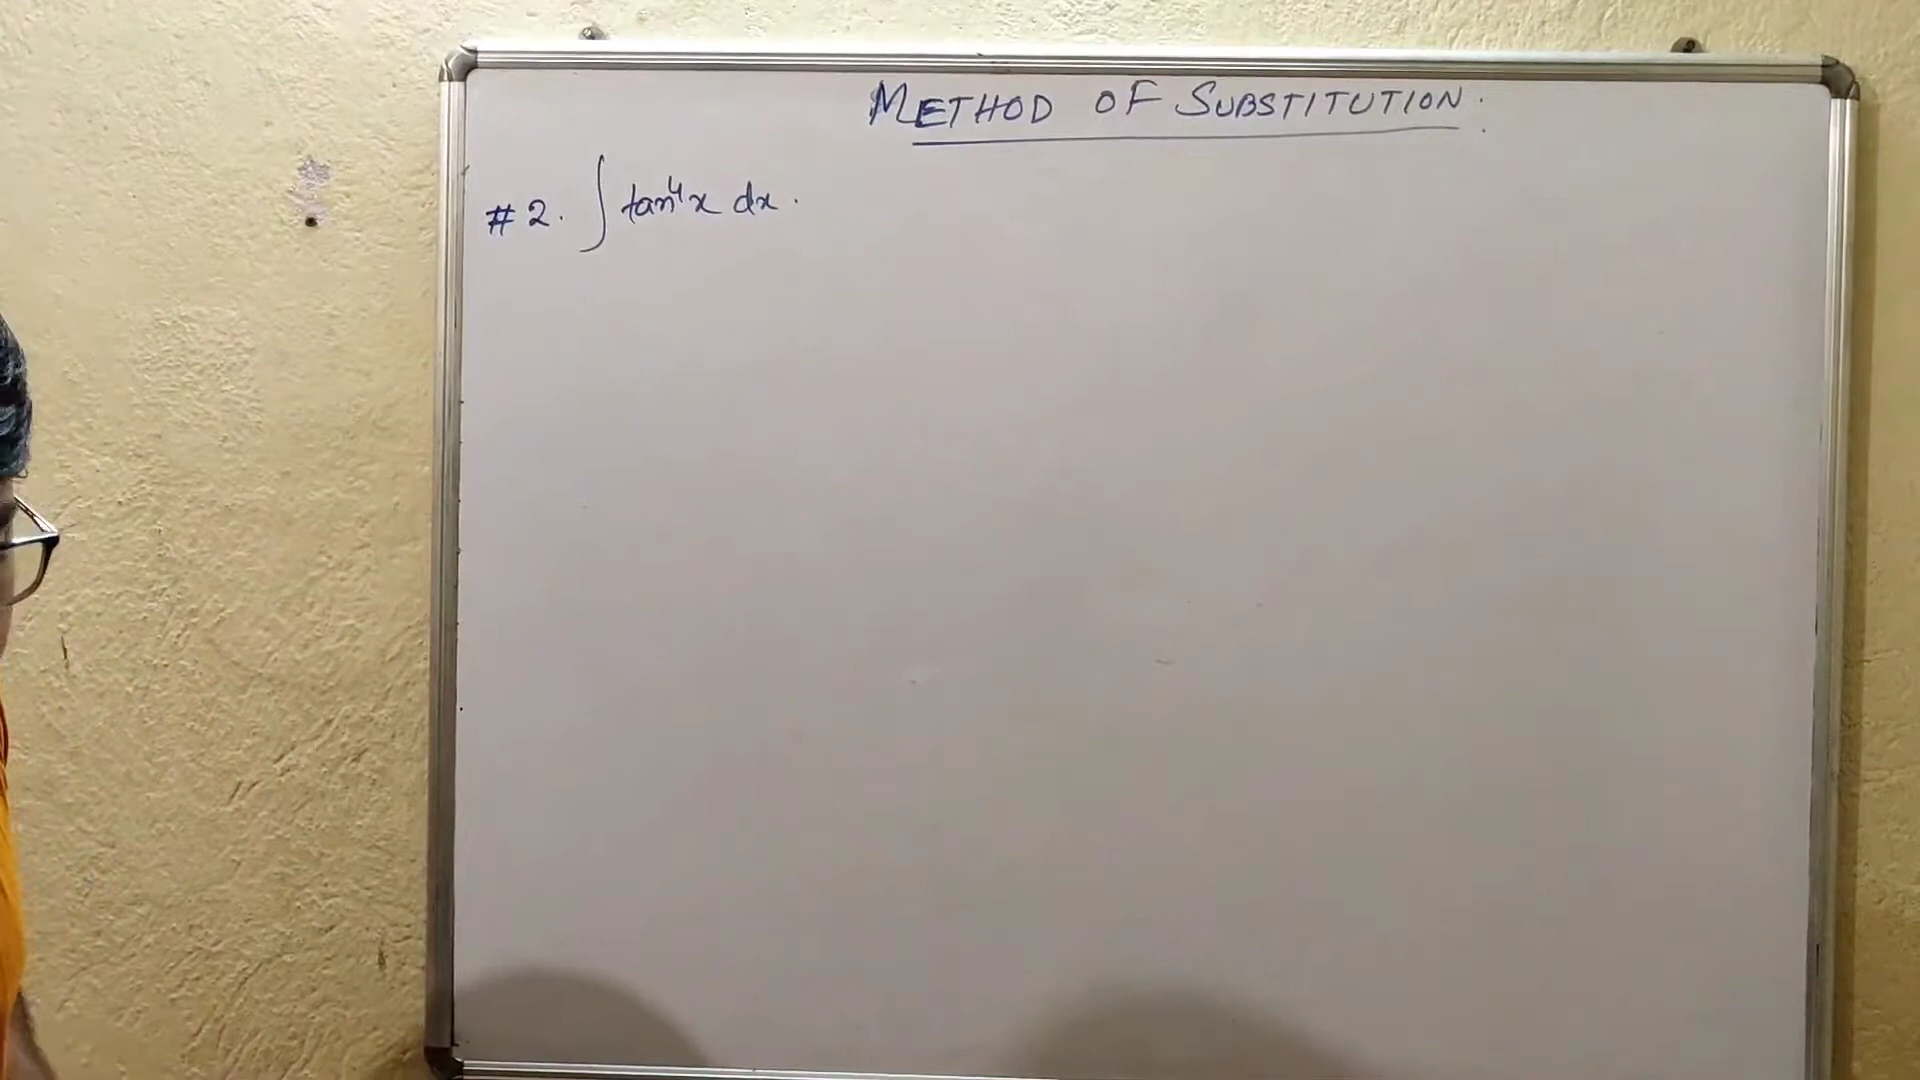 METHOD OF SUBSTITUTION.
#2. ∫ tan⁴x dx.